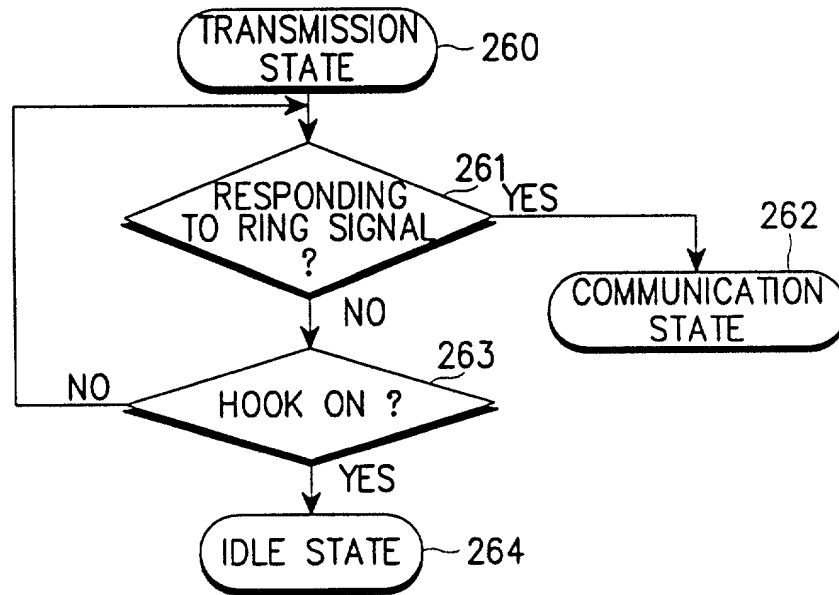 TRANSMISSION
STATE
260
261
RESPONDING
TO RING SIGNAL
?
YES
262
COMMUNICATION
STATE
NO
263
NO
HOOK ON ?
YES
IDLE STATE
264